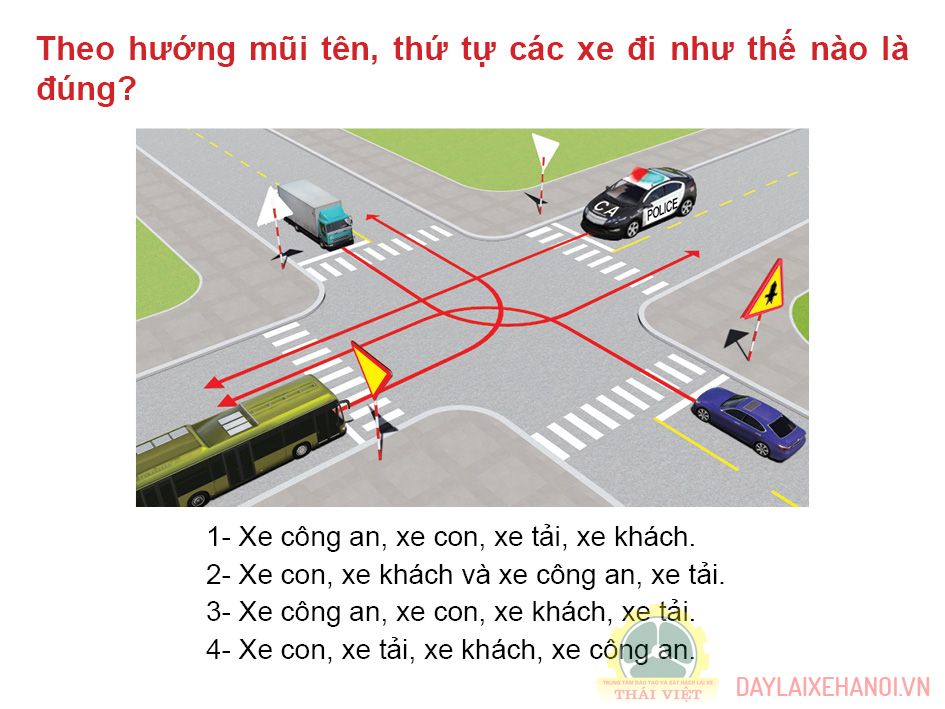 Theo hướng mũi tên, thứ tự các xe đi như thế nào là
đúng?
CA
POLICE
1- Xe công an, xe con, xe tải, xe khách.
2- Xe con, xe khách và xe công an, xe tải.
3- Xe công an, xe con, xe khách, xe tải.
4- Xe con, xe tải, xe khách, xe công an.
TRUNG TÂM ĐÀO TẠO VÀ SÁT HẠCH LÁI XE
THÁI VIỆT
DAYLAIXEHANOI.VN